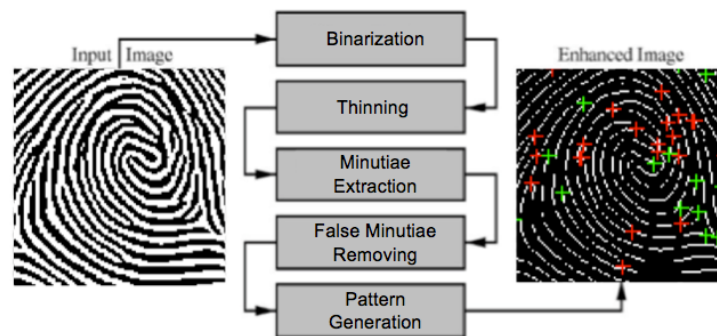 Input Image
Binarization
Enhanced Image
Thinning
Minutiae
Extraction
False Minutiae
Removing
Pattern
Generation